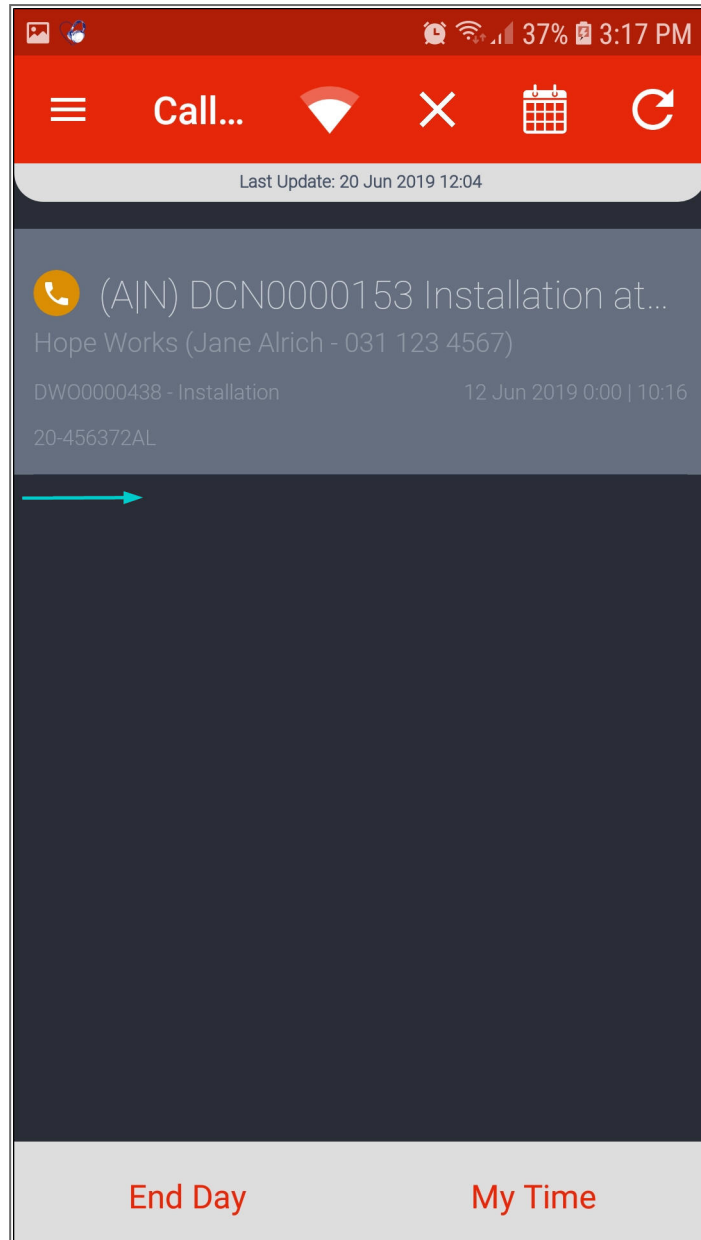 37% 3:17 PM
Call...
Last Update: 20 Jun 2019 12:04
(A|N) DCN0000153 Installation at...
Hope Works (Jane Alrich - 031 123 4567)
DWO0000438 - Installation 12 Jun 2019 0:00 | 10:16
20-456372AL
End Day My Time